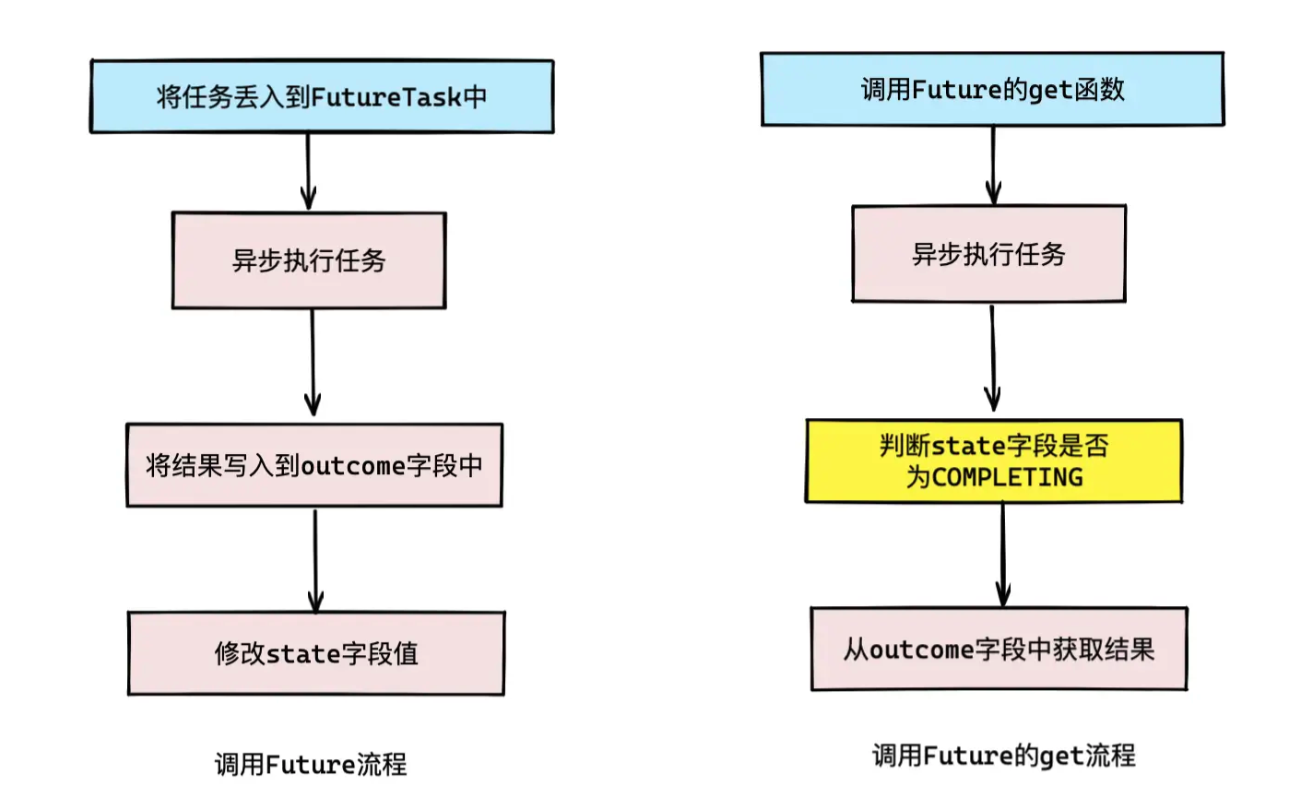 将任务丢入到FutureTask中
异步执行任务
将结果写入到outcome字段中
修改state字段值
调用Future流程
调用Future的get函数
异步执行任务
判断state字段是否
为COMPLETING
从outcome字段中获取结果
调用Future的get流程